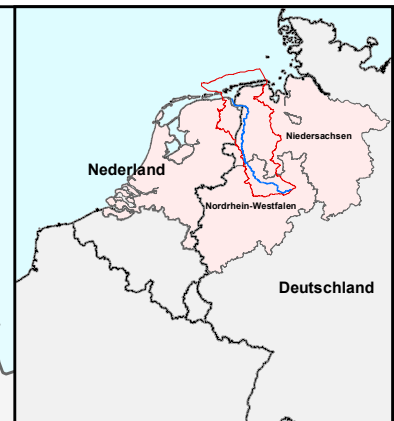 Niedersachsen
Nederland
Nordrhein-Westfalen
Deutschland